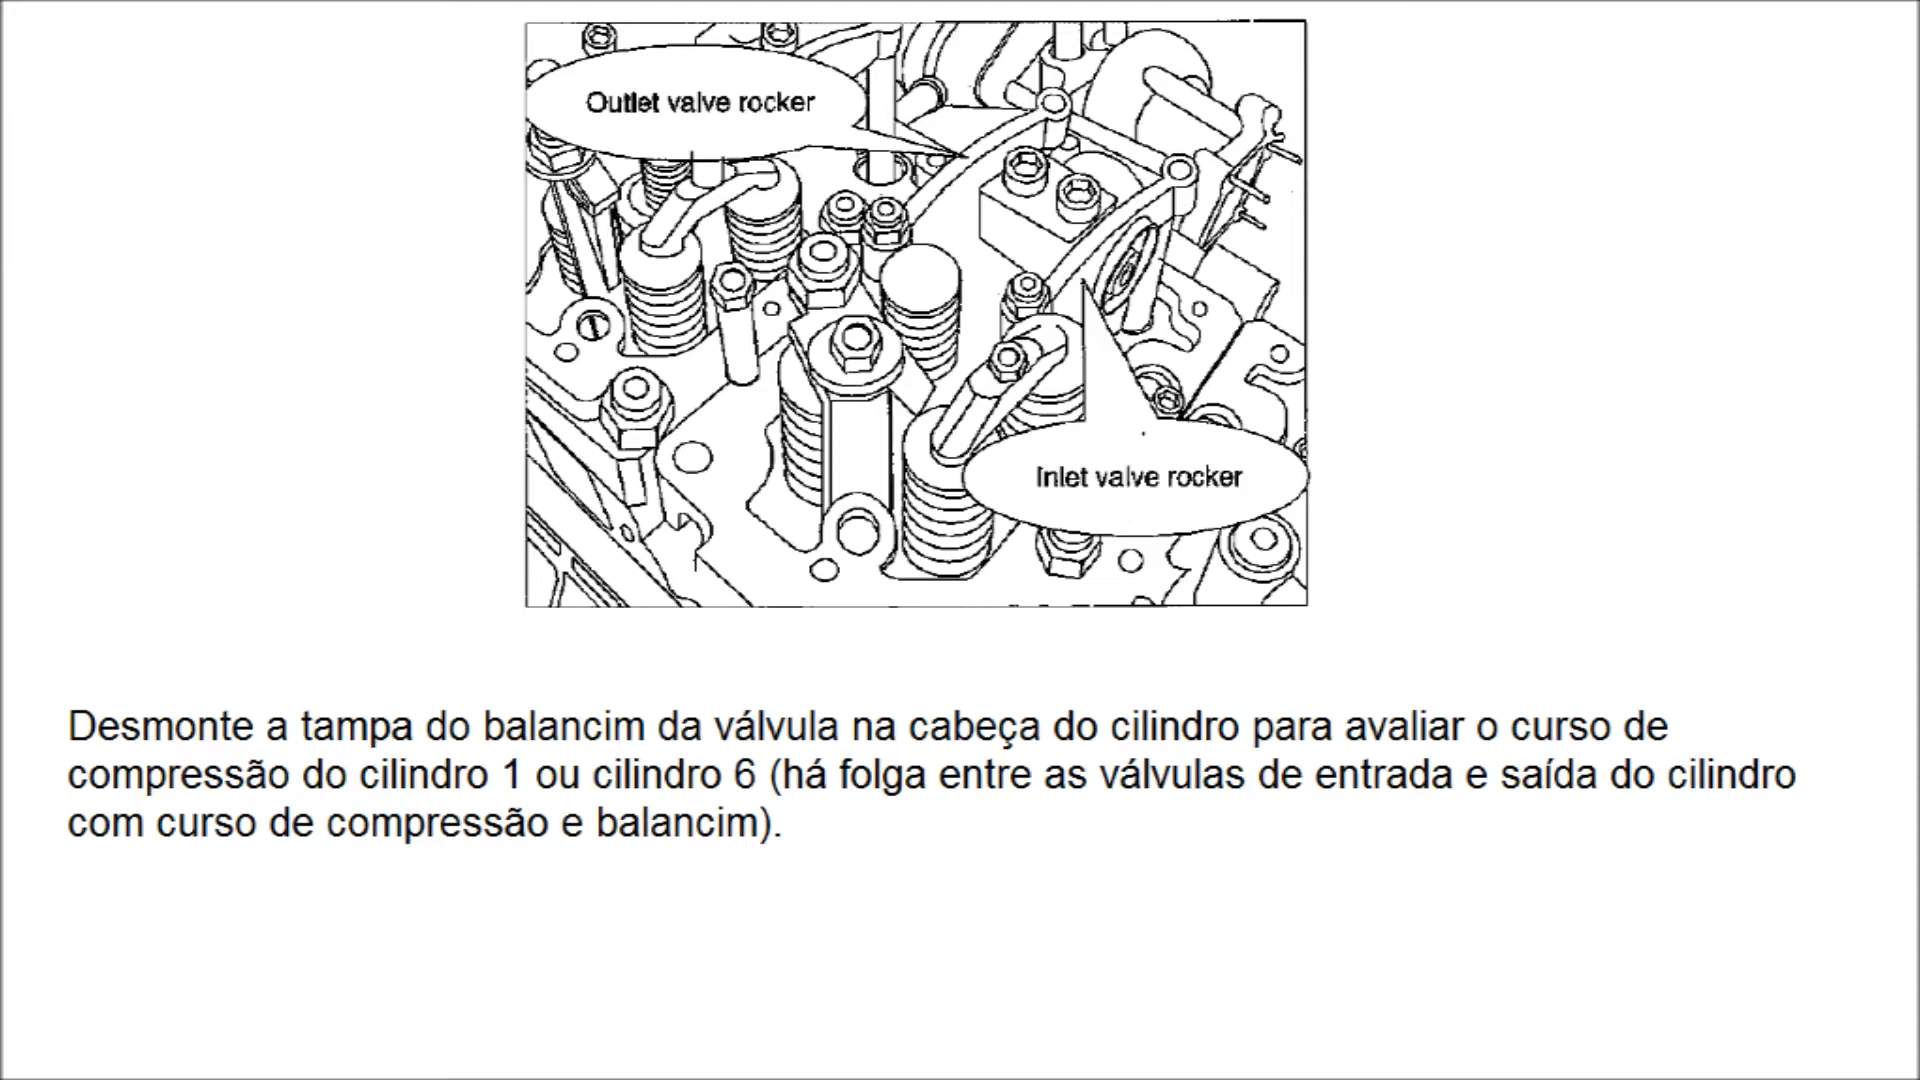 Outlet valve rocker
Inlet valve rocker
Desmonte a tampa do balancim da válvula na cabeça do cilindro para avaliar o curso de
compressão do cilindro 1 ou cilindro 6 (há folga entre as válvulas de entrada e saída do cilindro
com curso de compressão e balancim).